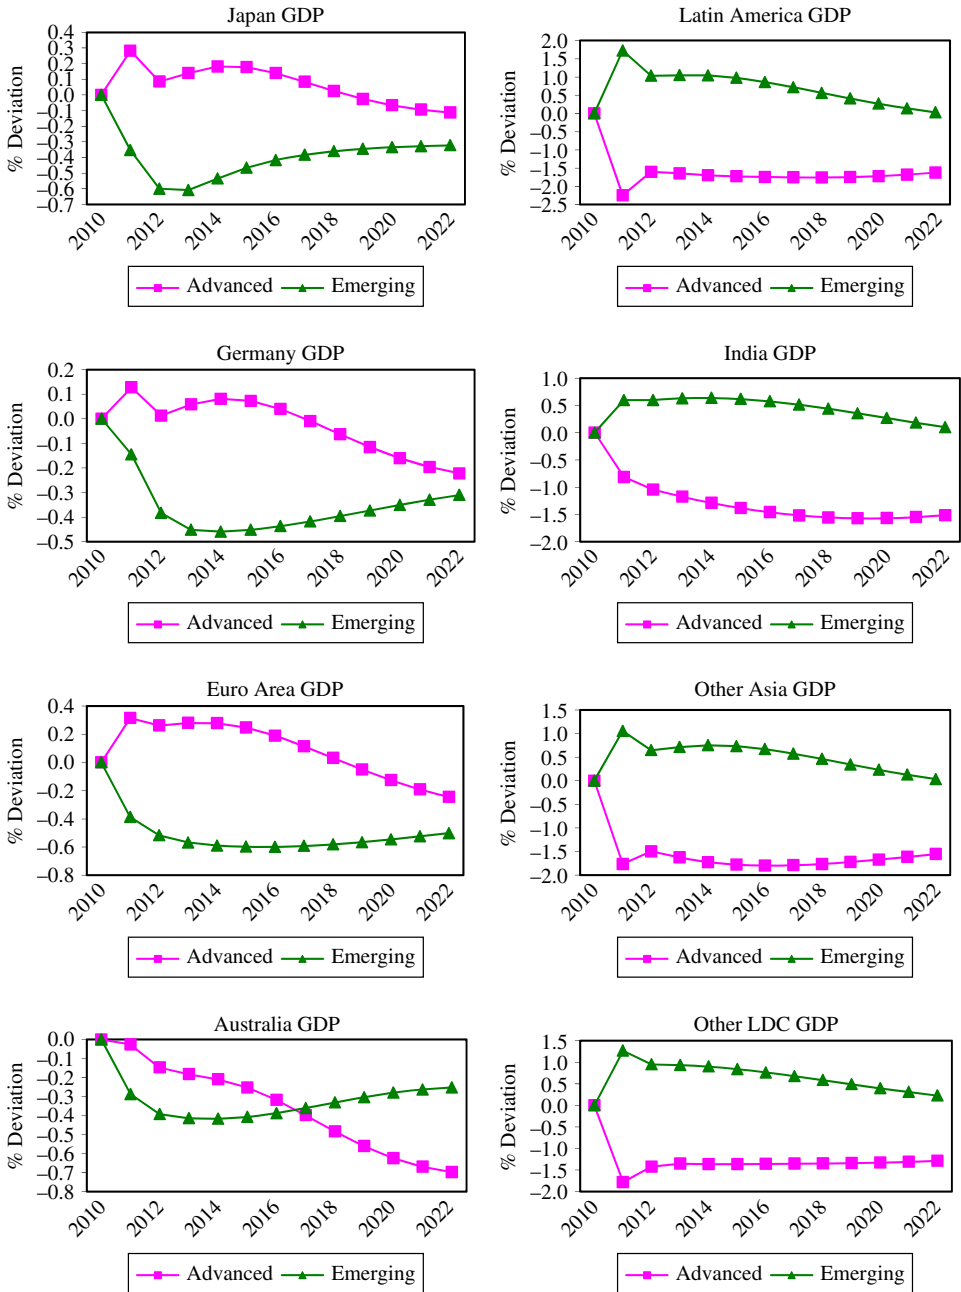 Japan GDP
% Deviation
0.4
0.3
0.2
0.1
0.0
–0.1
–0.2
–0.3
–0.4
–0.5
–0.6
–0.7
2010 2012 2014 2016 2018 2020 2022
Advanced Emerging
Latin America GDP
% Deviation
2.0
1.5
1.0
0.5
0.0
–0.5
–1.0
–1.5
–2.0
–2.5
2010 2012 2014 2016 2018 2020 2022
Advanced Emerging
Germany GDP
% Deviation
0.2
0.1
0.0
–0.1
–0.2
–0.3
–0.4
–0.5
2010 2012 2014 2016 2018 2020 2022
Advanced Emerging
India GDP
% Deviation
1.0
0.5
0.0
–0.5
–1.0
–1.5
–2.0
2010 2012 2014 2016 2018 2020 2022
Advanced Emerging
Euro Area GDP
% Deviation
0.4
0.2
0.0
–0.2
–0.4
–0.6
–0.8
2010 2012 2014 2016 2018 2020 2022
Advanced Emerging
Other Asia GDP
% Deviation
1.5
1.0
0.5
0.0
–0.5
–1.0
–1.5
–2.0
2010 2012 2014 2016 2018 2020 2022
Advanced Emerging
Australia GDP
% Deviation
0.0
–0.1
–0.2
–0.3
–0.4
–0.5
–0.6
–0.7
–0.8
2010 2012 2014 2016 2018 2020 2022
Advanced Emerging
Other LDC GDP
% Deviation
1.5
1.0
0.5
0.0
–0.5
–1.0
–1.5
–2.0
2010 2012 2014 2016 2018 2020 2022
Advanced Emerging